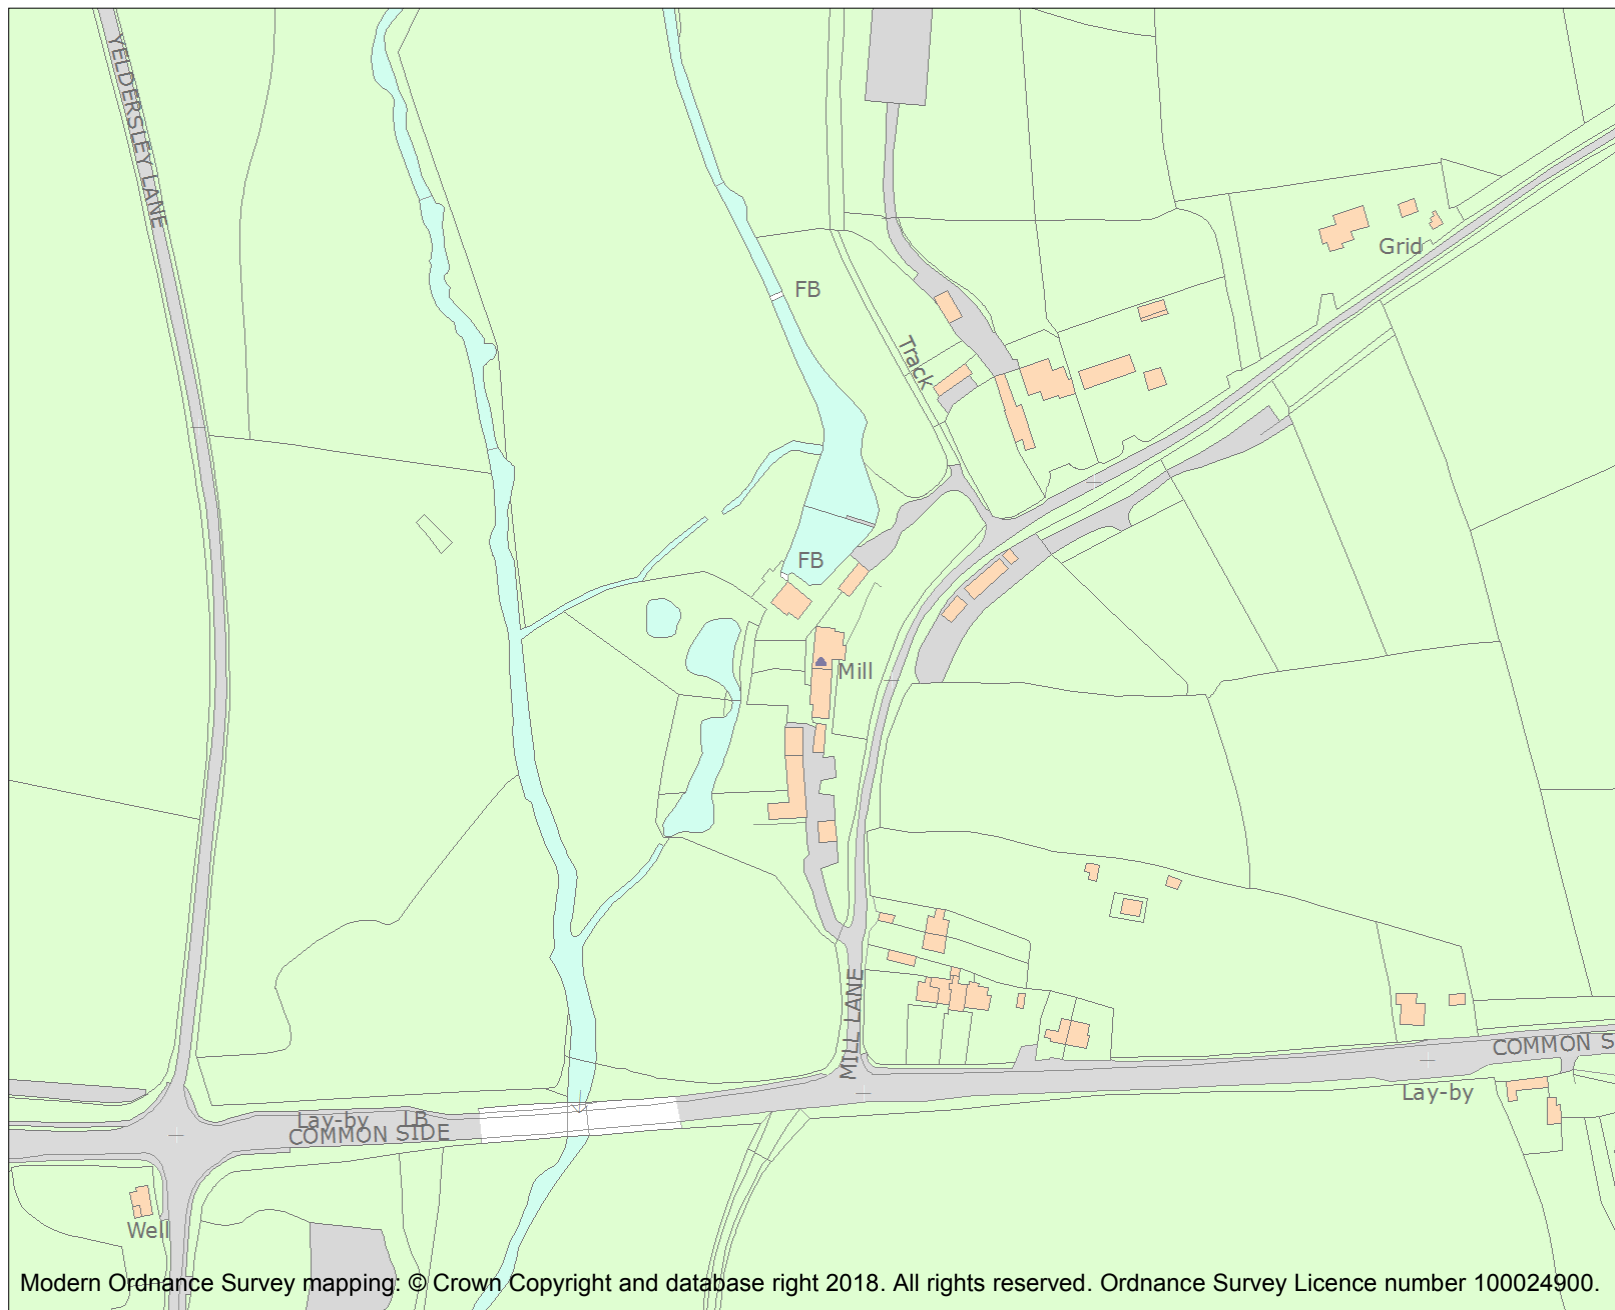 YELDERSLEY LANE
Grid
FB
Track
FB
Mill
MILL LANE
COMMON S
Lay-by
Lay-by LB
COMMON SIDE
Well
Modern Ordnance Survey mapping: © Crown Copyright and database right 2018. All rights reserved. Ordnance Survey Licence number 100024900.